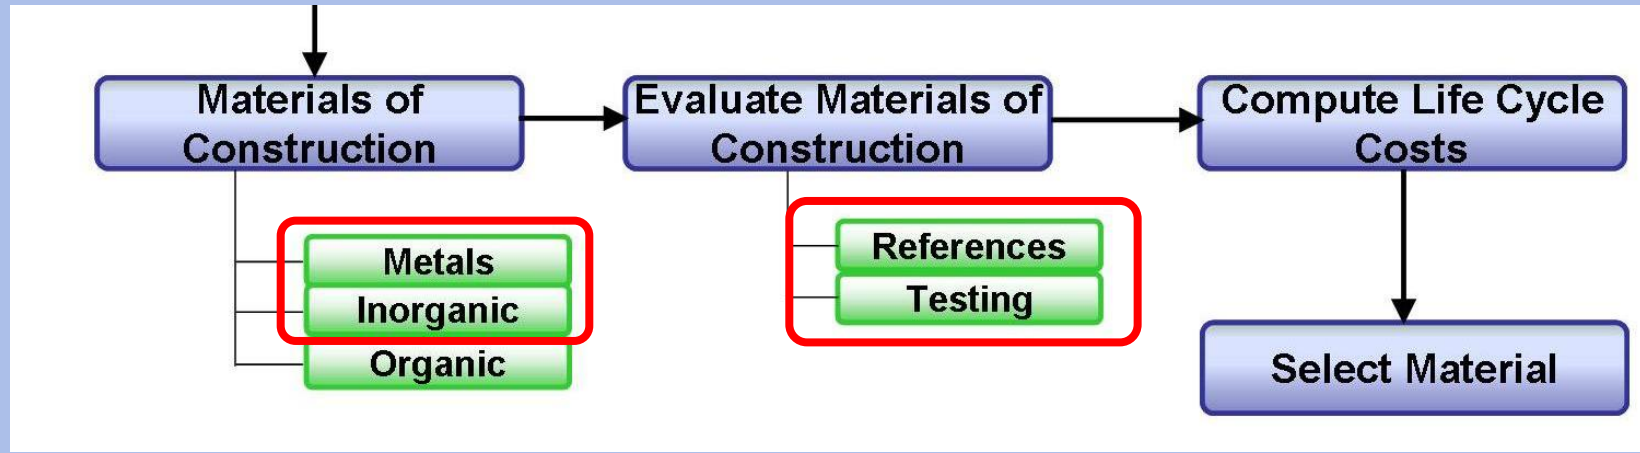 Materials of
Construction
Metals
Inorganic
Organic
Evaluate Materials of
Construction
References
Testing
Compute Life Cycle
Costs
Select Material